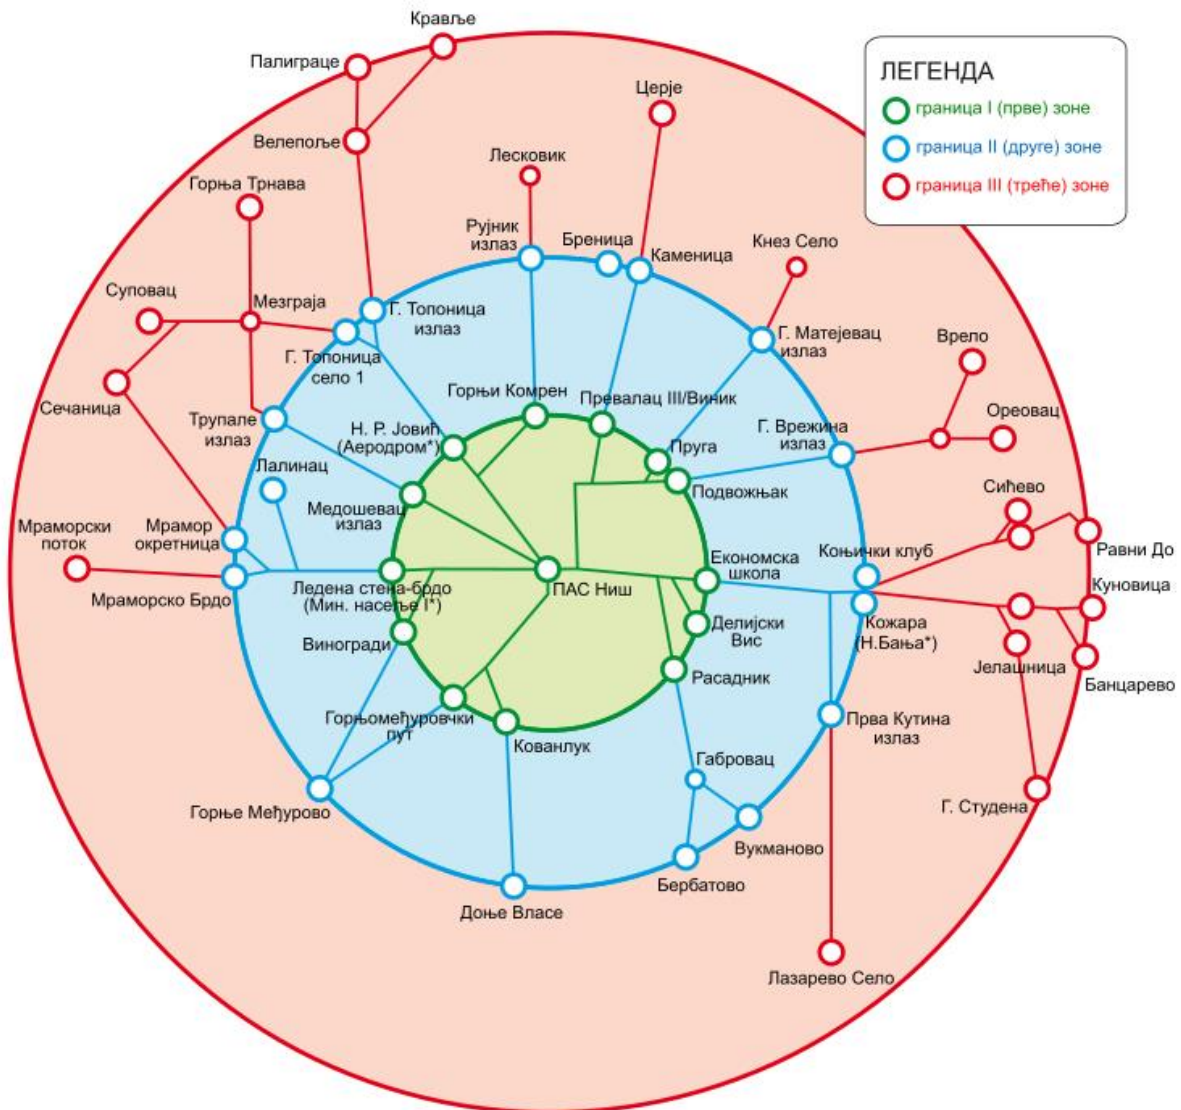 Кравље
Палиграце
ЛЕГЕНДА
граница I (прве) зоне
граница II (друге) зоне
граница III (треће) зоне
Церје
Велепоље
Лесковик
Горња Трнава
Рујник
излаз
Бреница
Каменица
Кнез Село
Суповац
Мезграја
Г. Топоница
излаз
Г. Топоница
село 1
Г. Матејевац
излаз
Врело
Сечаница
Трупале
излаз
Горњи Комрен
Превалац III/Виник
Ореовац
Н. Р. Јовић
(Аеродром*)
Пруга
Г. Врежина
излаз
Лалинац
Медошевац
излаз
Подвожњак
Сићево
Мраморски
поток
Мрамор
окретница
Коњички клуб
Равни До
Мраморско Брдо
Ледена стена-брдо
(Мин. насеље I*)
ПАС Ниш
Економска
школа
Куновица
Виногради
Делијски
Вис
Кожара
(Н.Бања*)
Јелашница
Банцарево
Расадник
Горњомеђуровчки
пут
Кованлук
Прва Кутина
излаз
Габровац
Горње Међурово
Г. Студена
Вукманово
Бербатово
Доње Власе
Лазарево Село